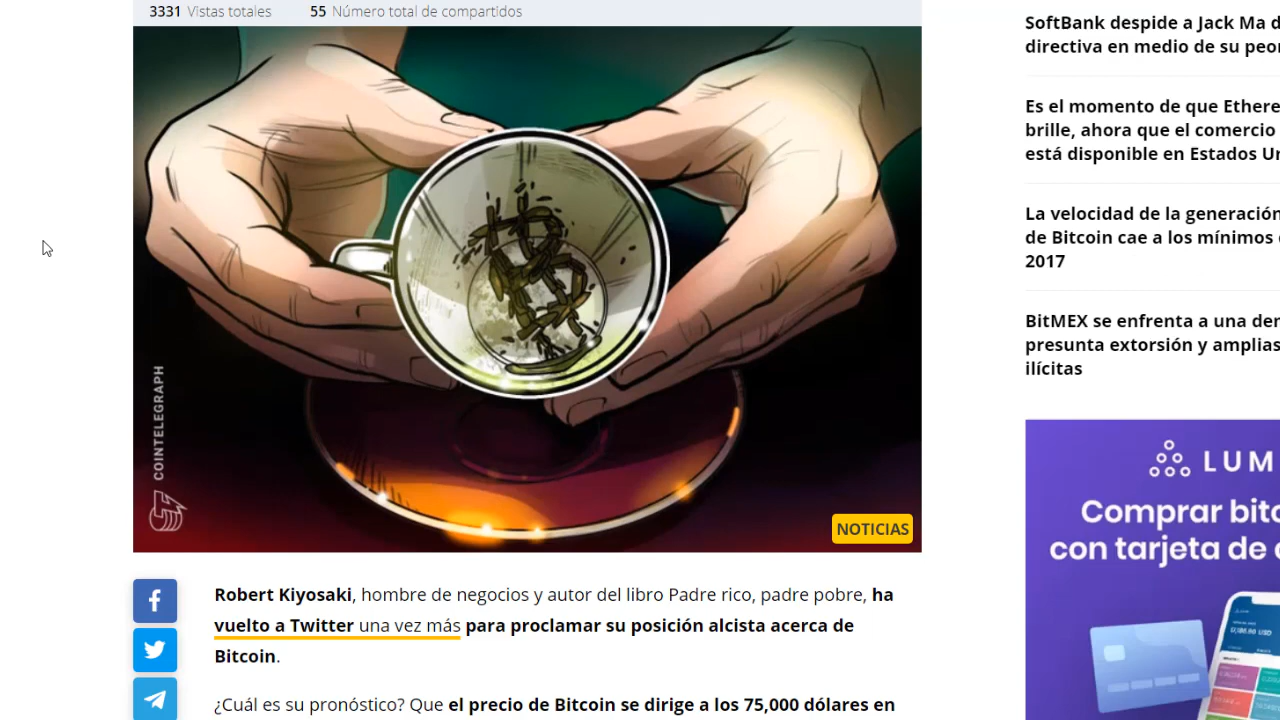 3331 Vistas totales 55 Número total de compartidos
COINTELEGRAPH
NOTICIAS
Robert Kiyosaki, hombre de negocios y autor del libro Padre rico, padre pobre, ha
vuelto a Twitter una vez más para proclamar su posición alcista acerca de
Bitcoin.
¿Cuál es su pronóstico? Que el precio de Bitcoin se dirige a los 75,000 dólares en
SoftBank despide a Jack Ma d
directiva en medio de su peor
Es el momento de que Ethere
brille, ahora que el comercio
está disponible en Estados Un
La velocidad de la generación
de Bitcoin cae a los mínimos
2017
BitMEX se enfrenta a una de
presunta extorsión y amplias
ilícitas
LUM
Comprar bitc
con tarjeta de